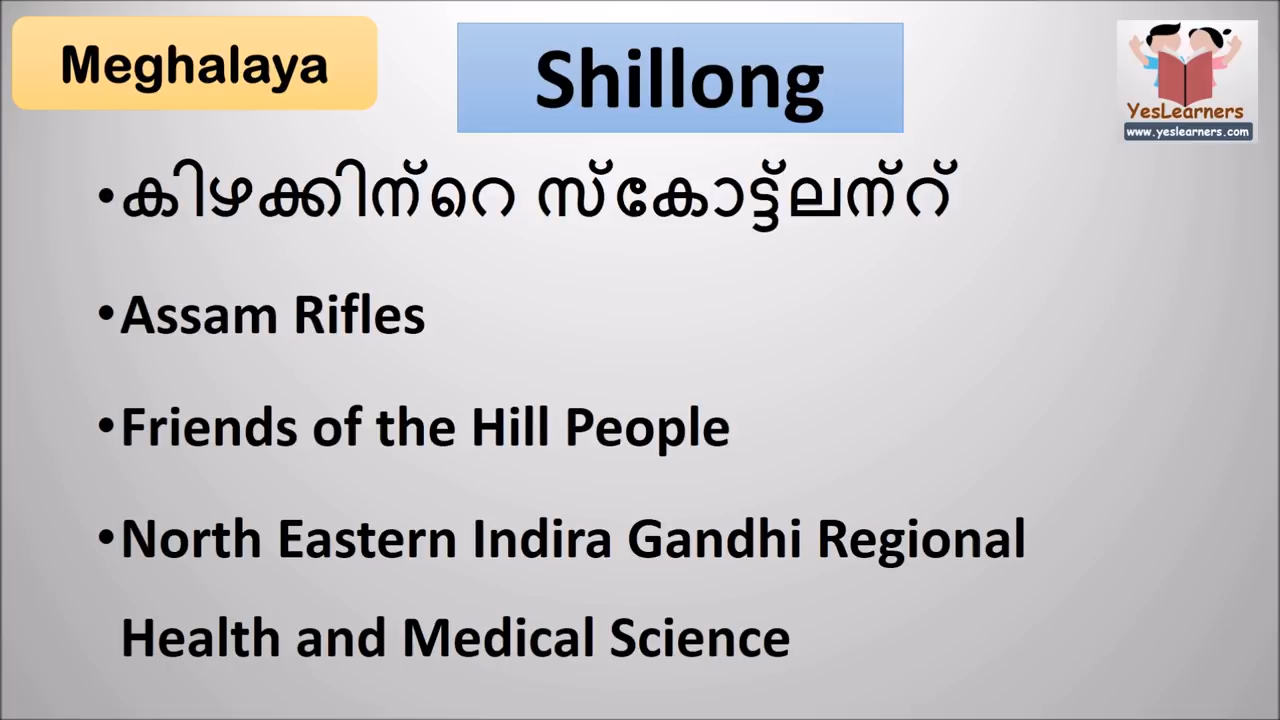 Meghalaya
Shillong
YesLearners
www.yeslearners.com
•കിഴക്കിന്‍റെ സ്കോട്ട്ലന്‍റ്
•Assam Rifles
•Friends of the Hill People
•North Eastern Indira Gandhi Regional
Health and Medical Science